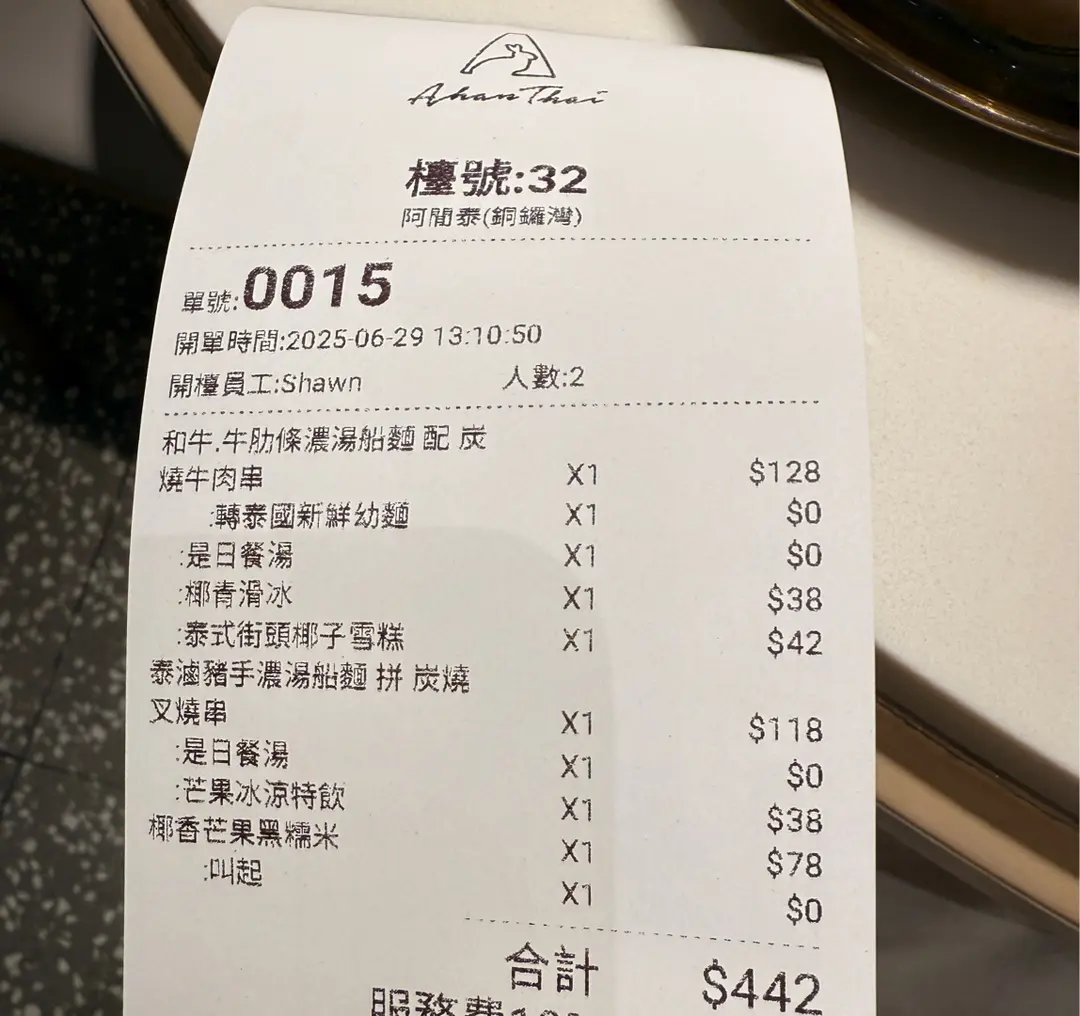 Ahan Thai
檯號:32
阿閒泰(銅鑼灣)
單號:0015
開單時間:2025-06-29 13:10:50
開檯員工:Shawn 人數:2
和牛.牛肋條濃湯船麵 配 炭
燒牛肉串 X1 $128
:轉泰國新鮮幼麵 X1 $0
:是日餐湯 X1 $0
:椰青滑冰 X1 $38
:泰式街頭椰子雪糕 X1 $42
泰滷豬手濃湯船麵 拼 炭燒
叉燒串 X1 $118
:是日餐湯 X1 $0
:芒果冰涼特飲 X1 $38
椰香芒果黑糯米 X1 $78
:叫起 X1 $0
合計 $442
服務費